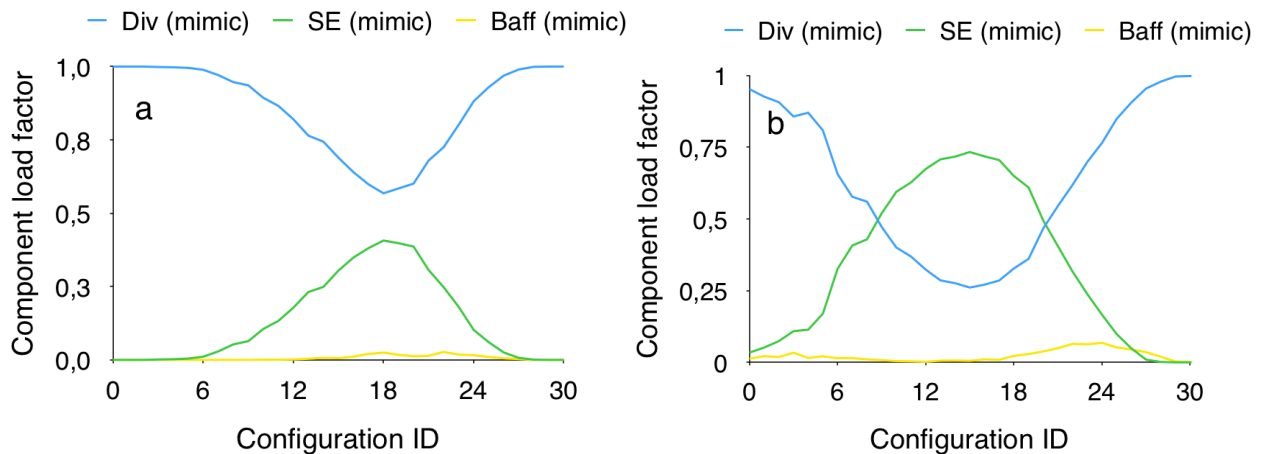 Div (mimic) SE (mimic) Baff (mimic)
a
Component load factor
1,0
0,8
0,5
0,3
0,0
0 6 12 18 24 30
Configuration ID
Div (mimic) SE (mimic) Baff (mimic)
b
Component load factor
1
0,75
0,5
0,25
0
0 6 12 18 24 30
Configuration ID